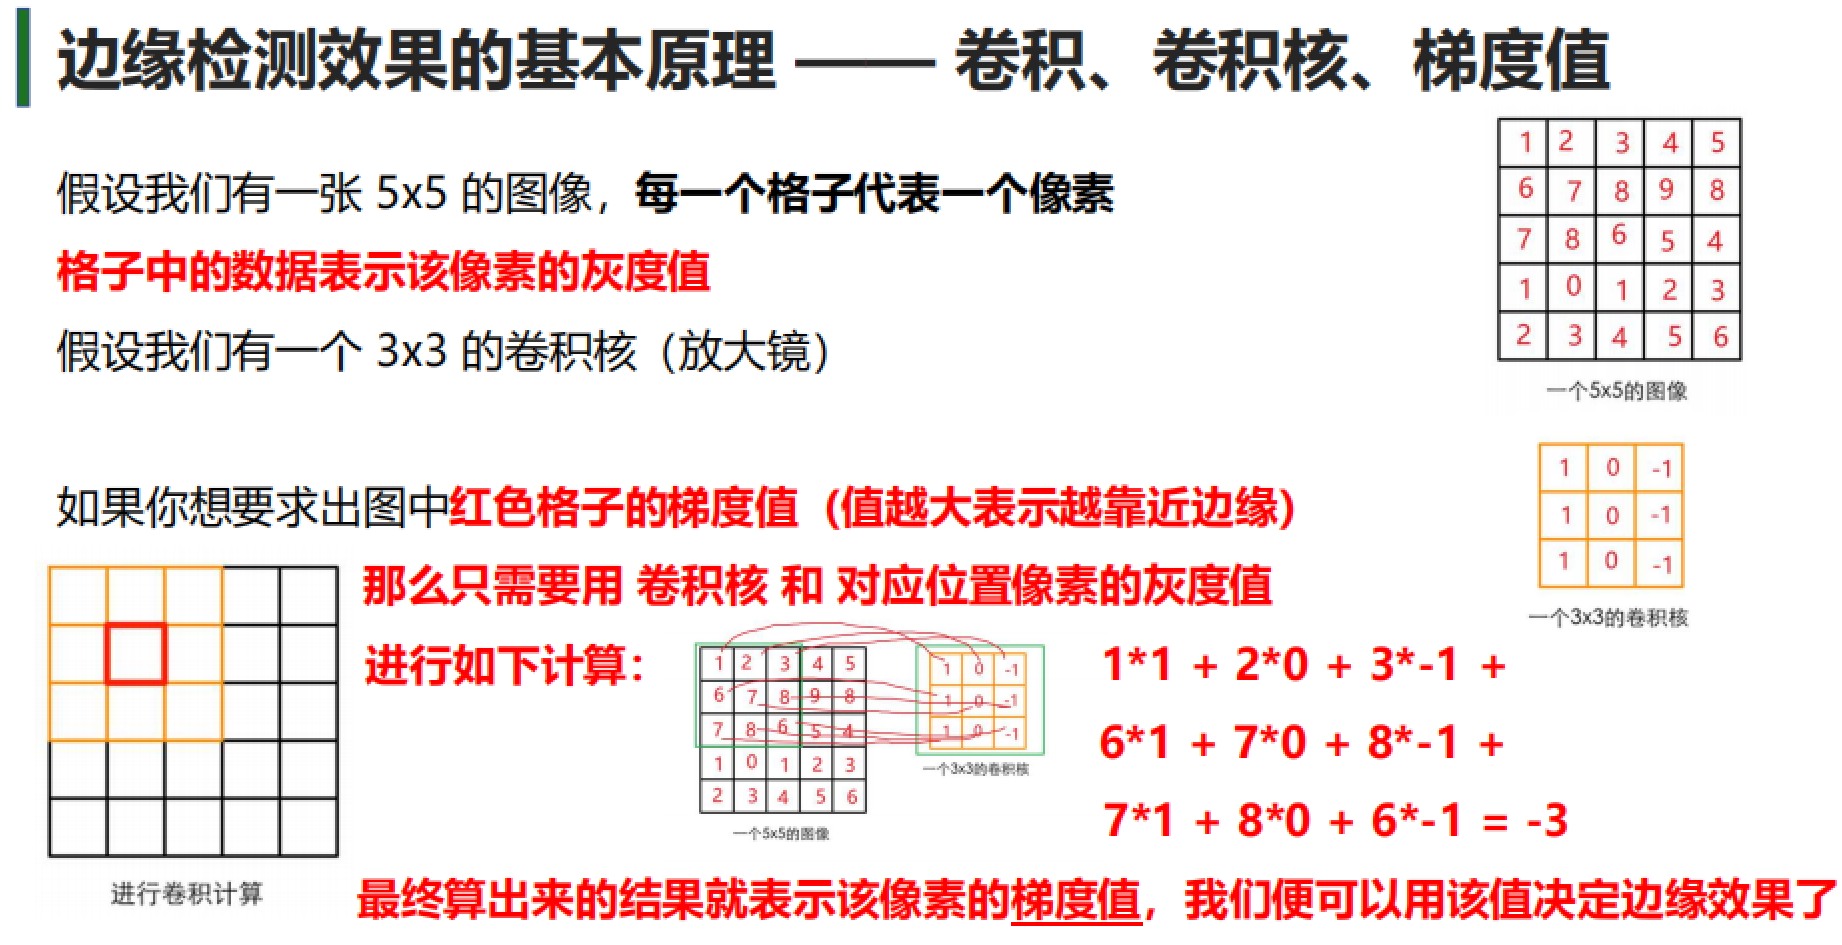 边缘检测效果的基本原理 —— 卷积、卷积核、梯度值
假设我们有一张 5x5 的图像，每一个格子代表一个像素
格子中的数据表示该像素的灰度值
假设我们有一个 3x3 的卷积核（放大镜）
1 2 3 4 5
6 7 8 9 8
7 8 6 5 4
1 0 1 2 3
2 3 4 5 6
一个5x5的图像
1 0 -1
1 0 -1
1 0 -1
一个3x3的卷积核
如果你想要求出图中红色格子的梯度值（值越大表示越靠近边缘）
那么只需要用 卷积核 和 对应位置像素的灰度值
进行如下计算：
进行卷积计算
1 2 3 4 5
6 7 8 9 8
7 8 6 5 4
1 0 1 2 3
2 3 4 5 6
一个5x5的图像
1 0 -1
1 0 -1
1 0 -1
一个3x3的卷积核
1*1 + 2*0 + 3*-1 +
6*1 + 7*0 + 8*-1 +
7*1 + 8*0 + 6*-1 = -3
最终算出来的结果就表示该像素的梯度值，我们便可以用该值决定边缘效果了